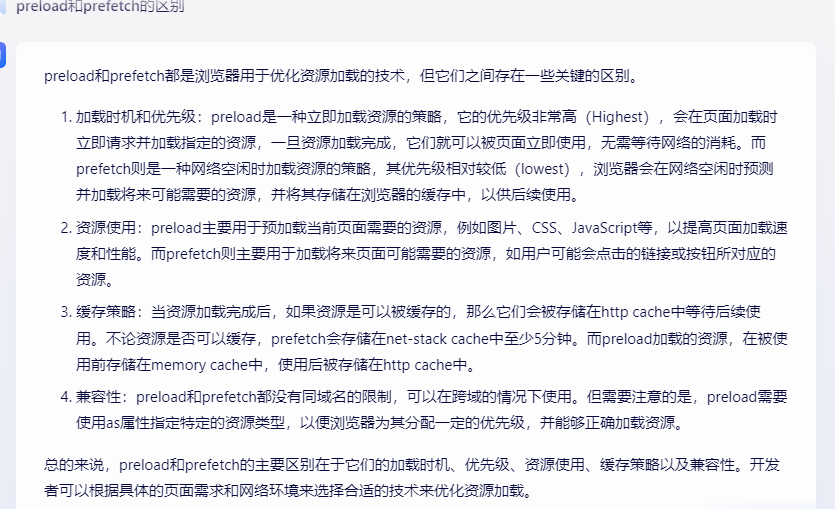 preload和prefetch的区别
preload和prefetch都是浏览器用于优化资源加载的技术，但它们之间存在一些关键的区别。
1. 加载时机和优先级：preload是一种立即加载资源的策略，它的优先级非常高（Highest），会在页面加载时
立即请求并加载指定的资源，一旦资源加载完成，它们就可以被页面立即使用，无需等待网络的消耗。而
prefetch则是一种网络空闲时加载资源的策略，其优先级相对较低（lowest），浏览器会在网络空闲时预测
并加载将来可能需要的资源，并将其存储在浏览器的缓存中，以供后续使用。
2. 资源使用：preload主要用于预加载当前页面需要的资源，例如图片、CSS、JavaScript等，以提高页面加载速
度和性能。而prefetch则主要用于加载将来页面可能需要的资源，如用户可能会点击的链接或按钮所对应的
资源。
3. 缓存策略：当资源加载完成后，如果资源是可以被缓存的，那么它们会被存储在http cache中等待后续使
用。不论资源是否可以缓存，prefetch会存储在net-stack cache中至少5分钟。而preload加载的资源，在被使
用前存储在memory cache中，使用后被存储在http cache中。
4. 兼容性：preload和prefetch都没有同域名的限制，可以在跨域的情况下使用。但需要注意的是，preload需要
使用as属性指定特定的资源类型，以便浏览器为其分配一定的优先级，并能够正确加载资源。
总的来说，preload和prefetch的主要区别在于它们的加载时机、优先级、资源使用、缓存策略以及兼容性。开发
者可以根据具体的页面需求和网络环境来选择合适的技术来优化资源加载。